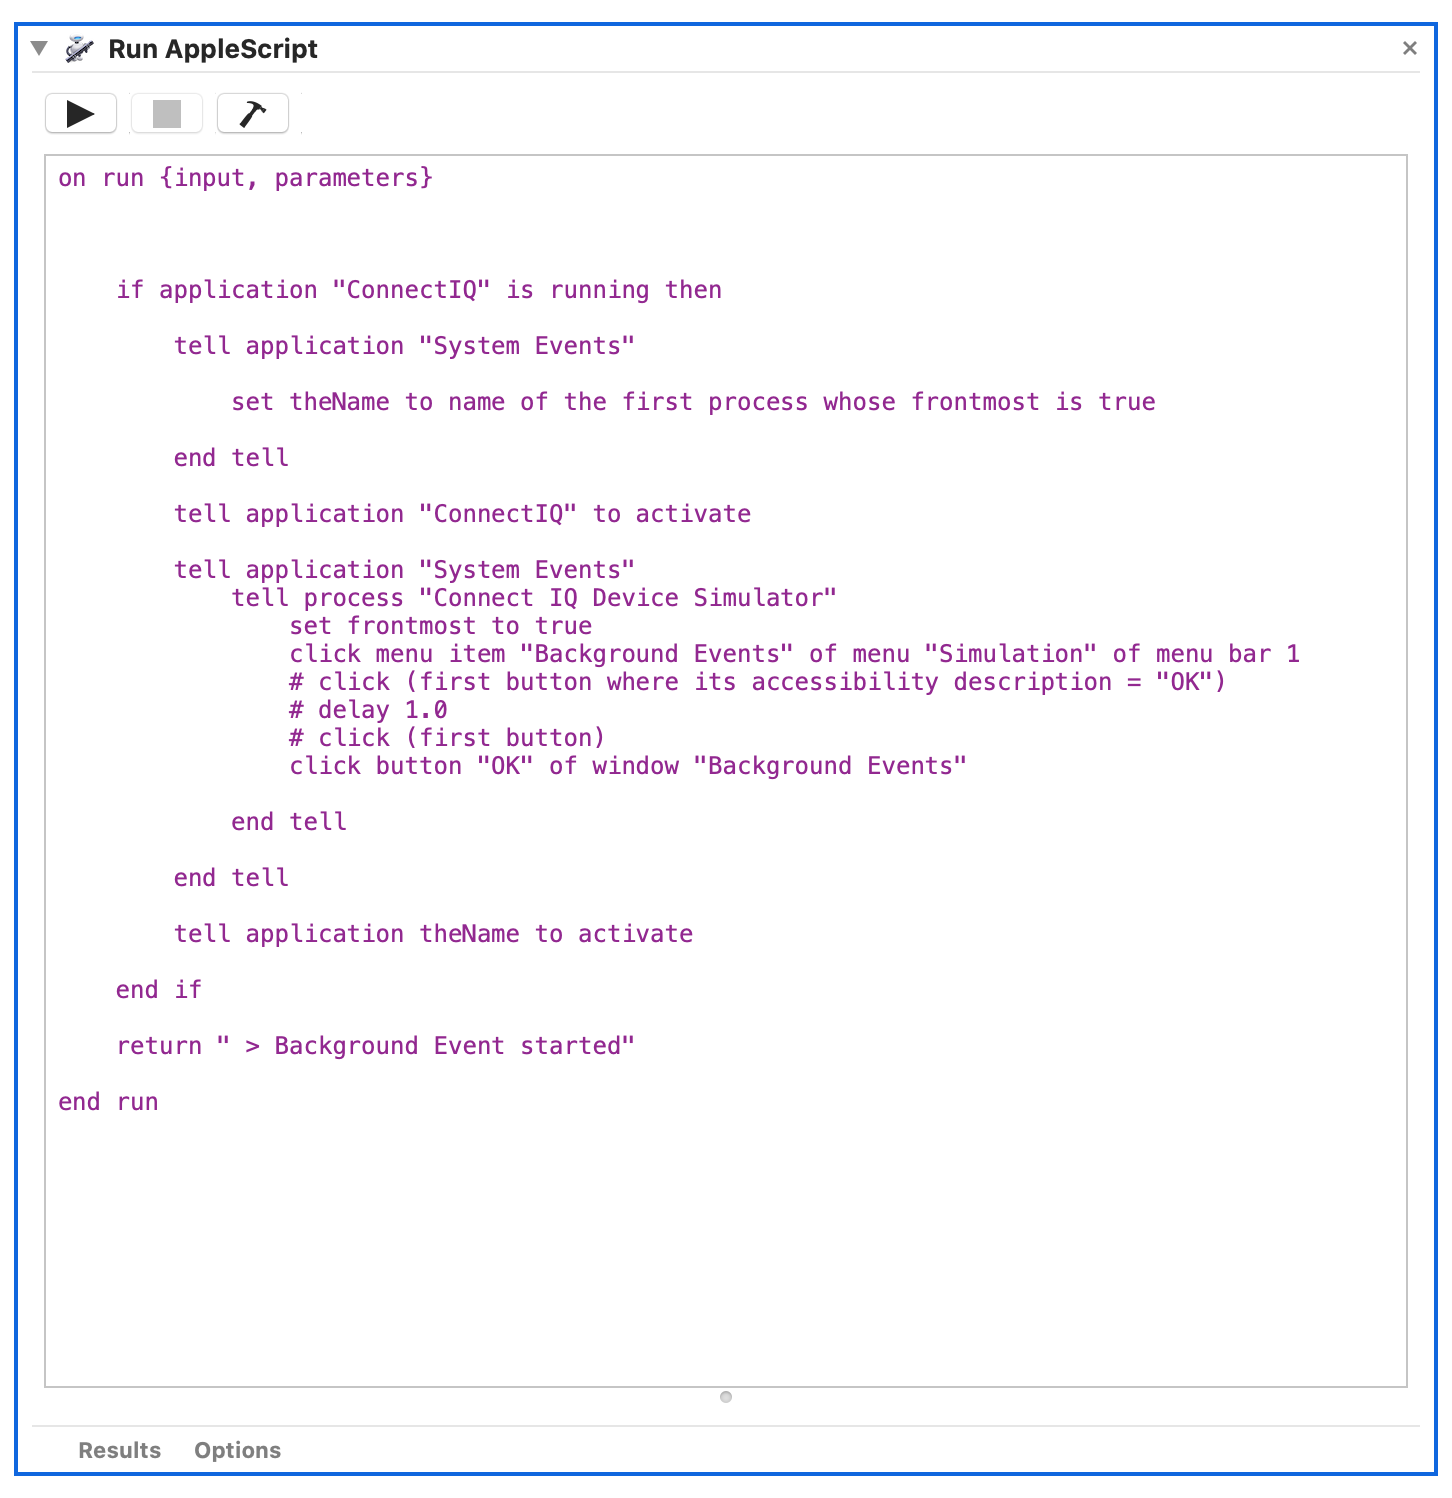 Run AppleScript
on run {input, parameters}
if application "ConnectIQ" is running then
tell application "System Events"
set theName to name of the first process whose frontmost is true
end tell
tell application "ConnectIQ" to activate
tell application "System Events"
tell process "Connect IQ Device Simulator"
set frontmost to true
click menu item "Background Events" of menu "Simulation" of menu bar 1
# click (first button where its accessibility description = "OK")
# delay 1.0
# click (first button)
click button "OK" of window "Background Events"
end tell
end tell
tell application theName to activate
end if
return " > Background Event started"
end run
Results Options